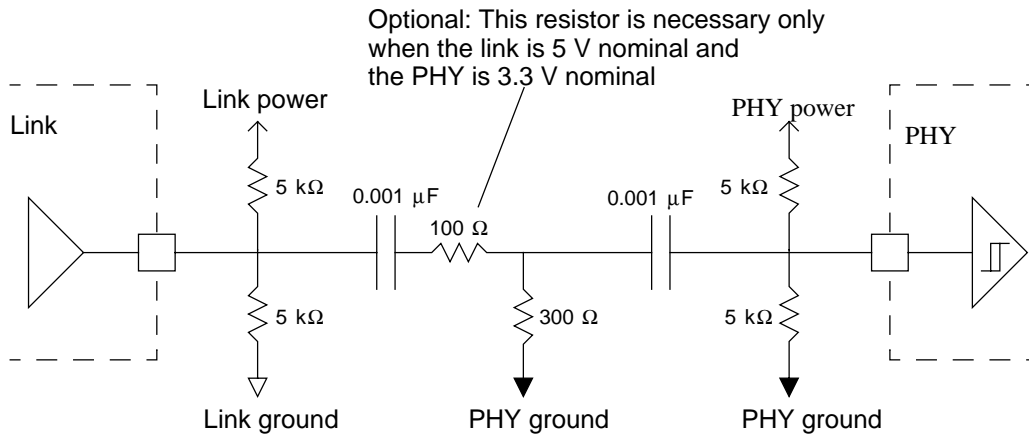 Optional: This resistor is necessary only
when the link is 5 V nominal and
the PHY is 3.3 V nominal
Link
Link power
PHY power
PHY
5 kΩ
0.001 μF
100 Ω
0.001 μF
5 kΩ
5 kΩ
300 Ω
5 kΩ
Link ground
PHY ground
PHY ground